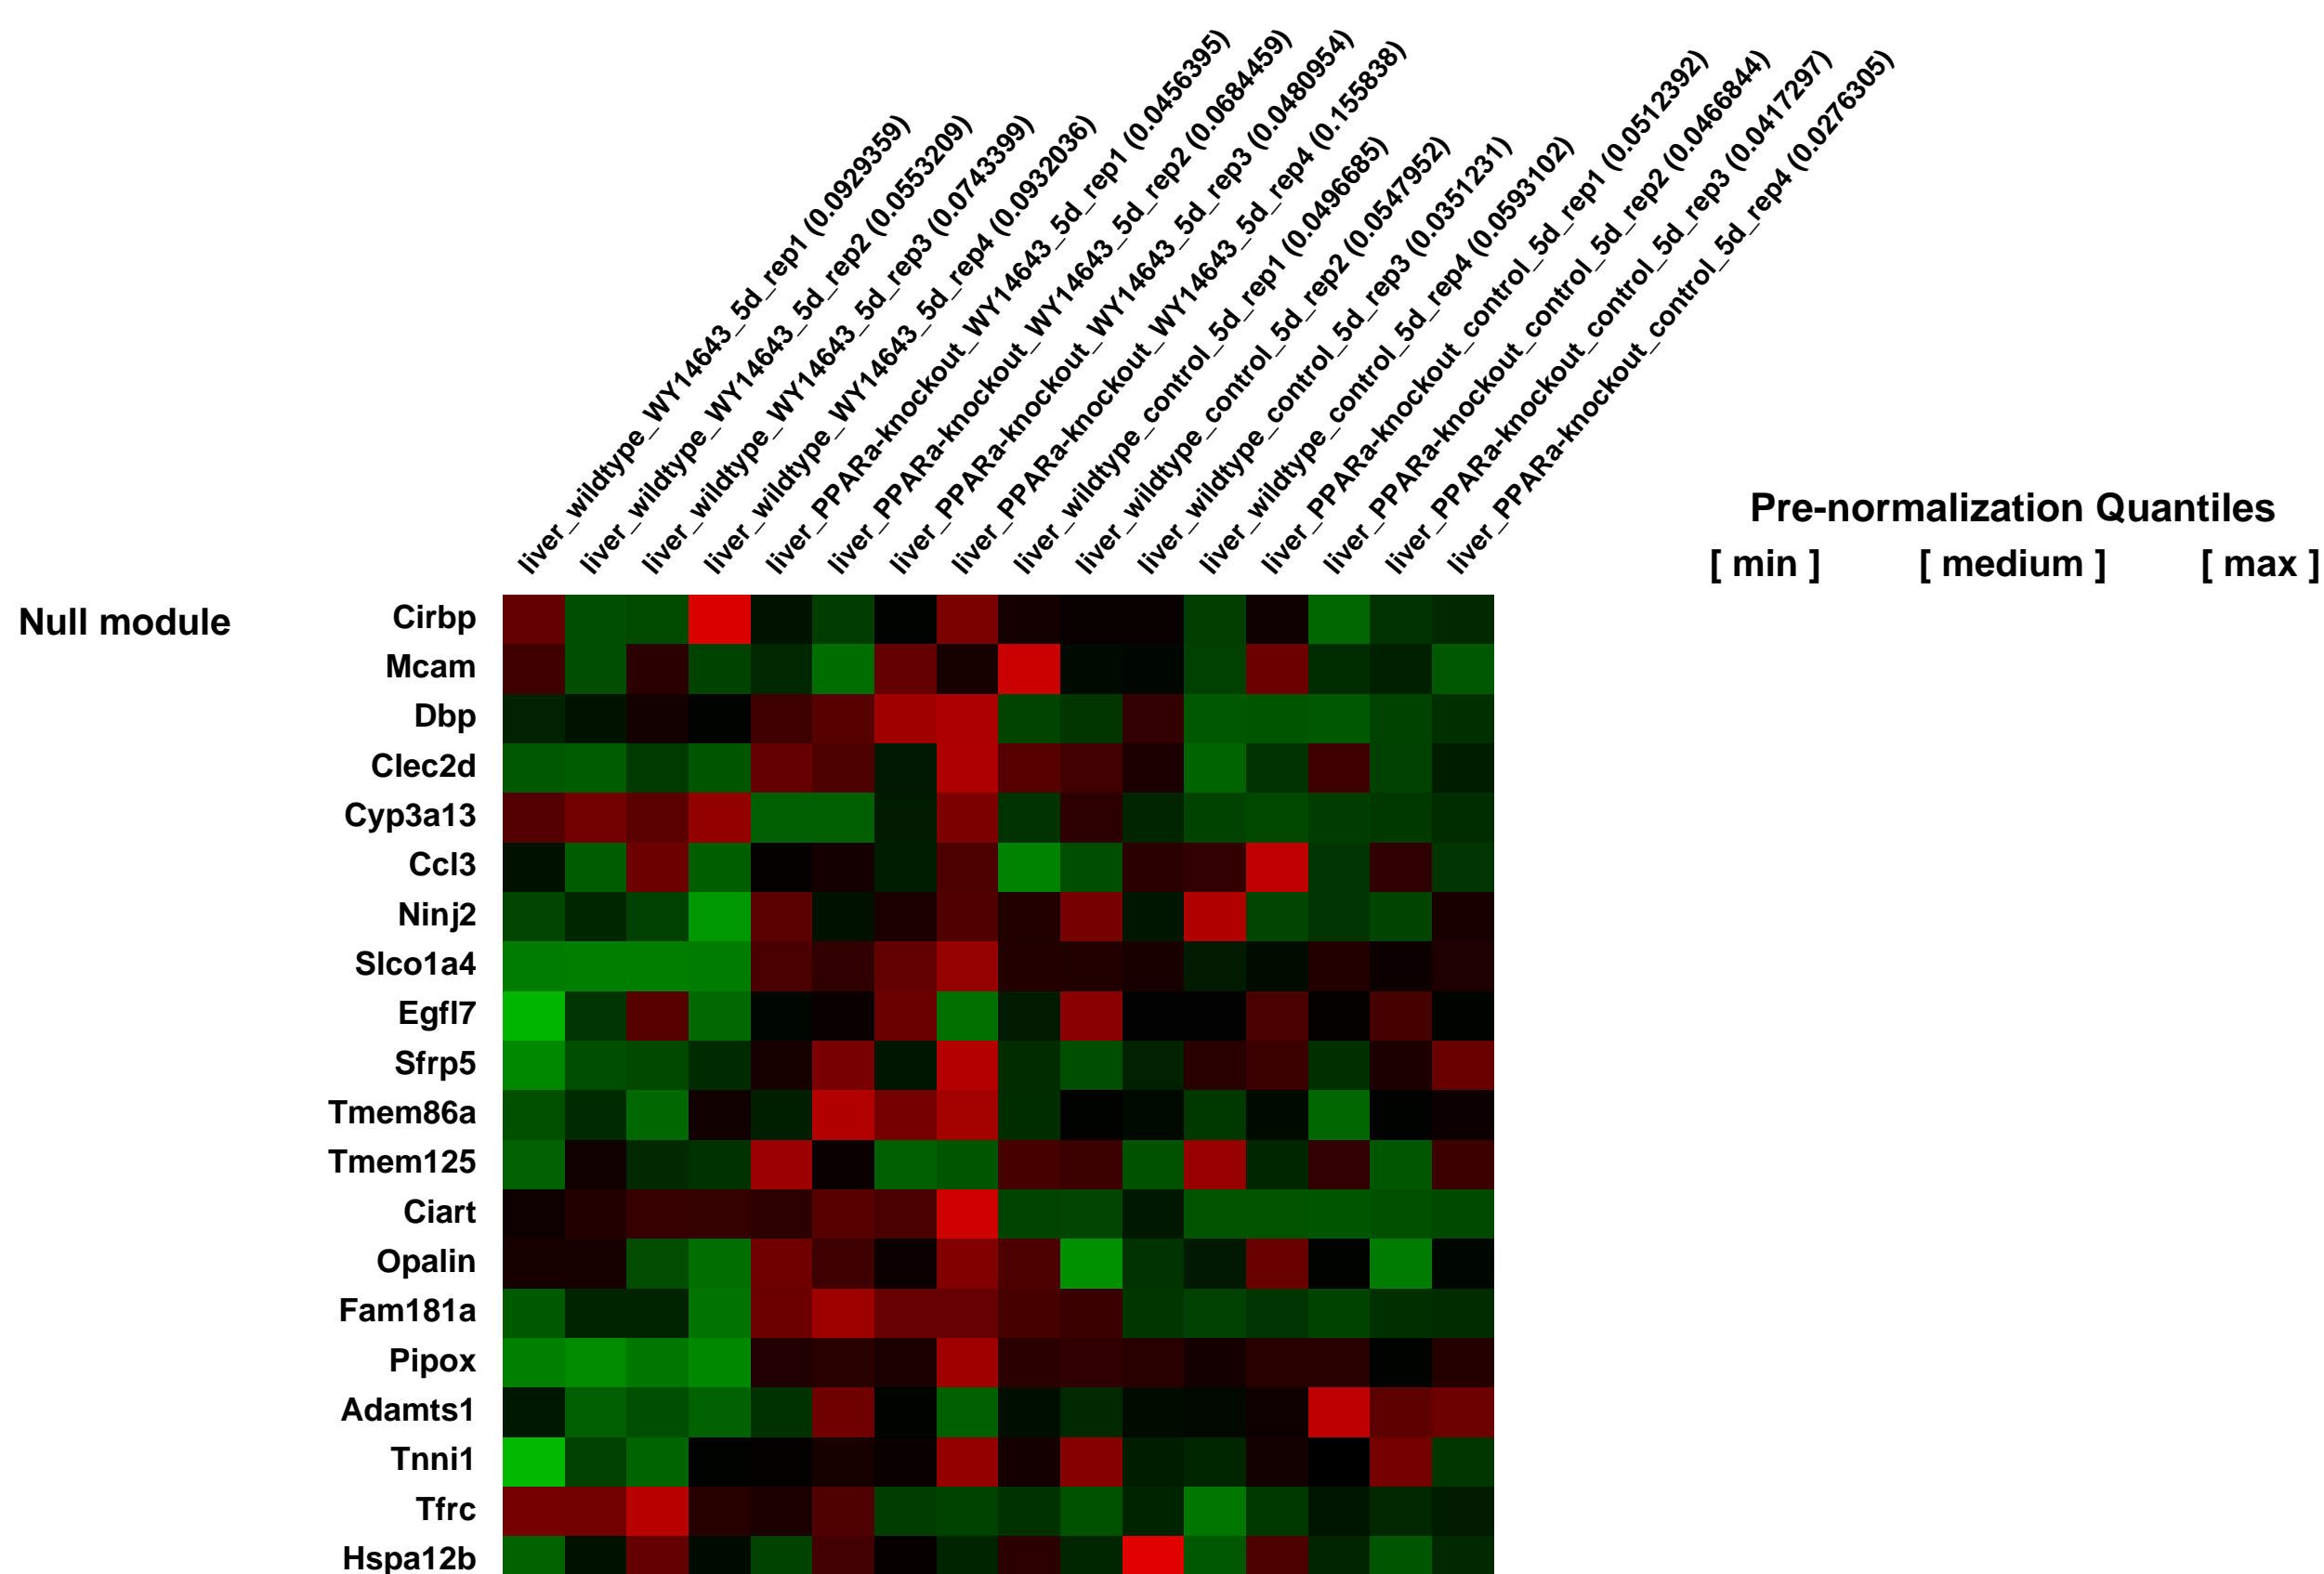 liver_wildtype_WY14643_5d_rep1 (0.0929359)
liver_wildtype_WY14643_5d_rep2 (0.0553209)
liver_wildtype_WY14643_5d_rep3 (0.0743399)
liver_wildtype_WY14643_5d_rep4 (0.0932036)
liver_PPARa-knockout_WY14643_5d_rep1 (0.0456395)
liver_PPARa-knockout_WY14643_5d_rep2 (0.0684459)
liver_PPARa-knockout_WY14643_5d_rep3 (0.0480954)
liver_PPARa-knockout_WY14643_5d_rep4 (0.155838)
liver_wildtype_control_5d_rep1 (0.0496685)
liver_wildtype_control_5d_rep2 (0.0547952)
liver_wildtype_control_5d_rep3 (0.0351231)
liver_wildtype_control_5d_rep4 (0.0593102)
liver_PPARa-knockout_control_5d_rep1 (0.0512392)
liver_PPARa-knockout_control_5d_rep2 (0.0466844)
liver_PPARa-knockout_control_5d_rep3 (0.0417297)
liver_PPARa-knockout_control_5d_rep4 (0.0276305)
Pre-normalization Quantiles
[ min ] [ medium ] [ max ]
Null module
Cirbp
Mcam
Dbp
Clec2d
Cyp3a13
Ccl3
Ninj2
Slco1a4
Egfl7
Sfrp5
Tmem86a
Tmem125
Ciart
Opalin
Fam181a
Pipox
Adamts1
Tnni1
Tfrc
Hspa12b